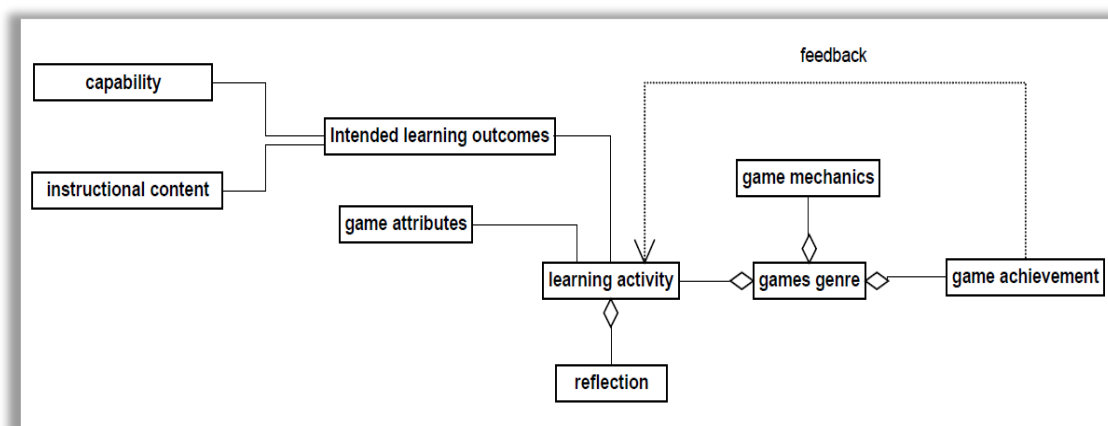 feedback
capability
Intended learning outcomes
instructional content
game mechanics
game attributes
learning activity
games genre
game achievement
reflection